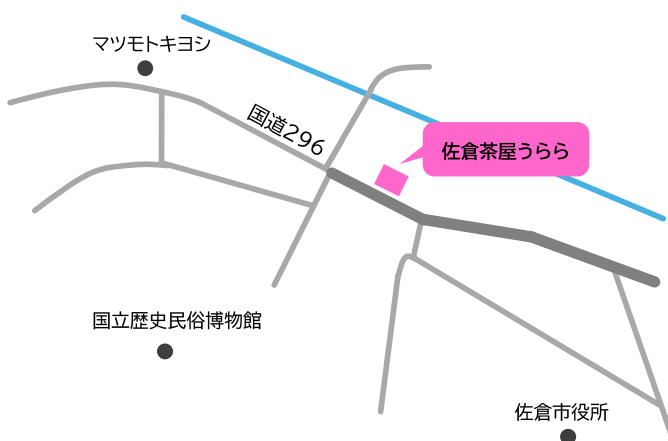 マツモトキヨシ
国道296
佐倉茶屋うらら
国立歴史民俗博物館
佐倉市役所